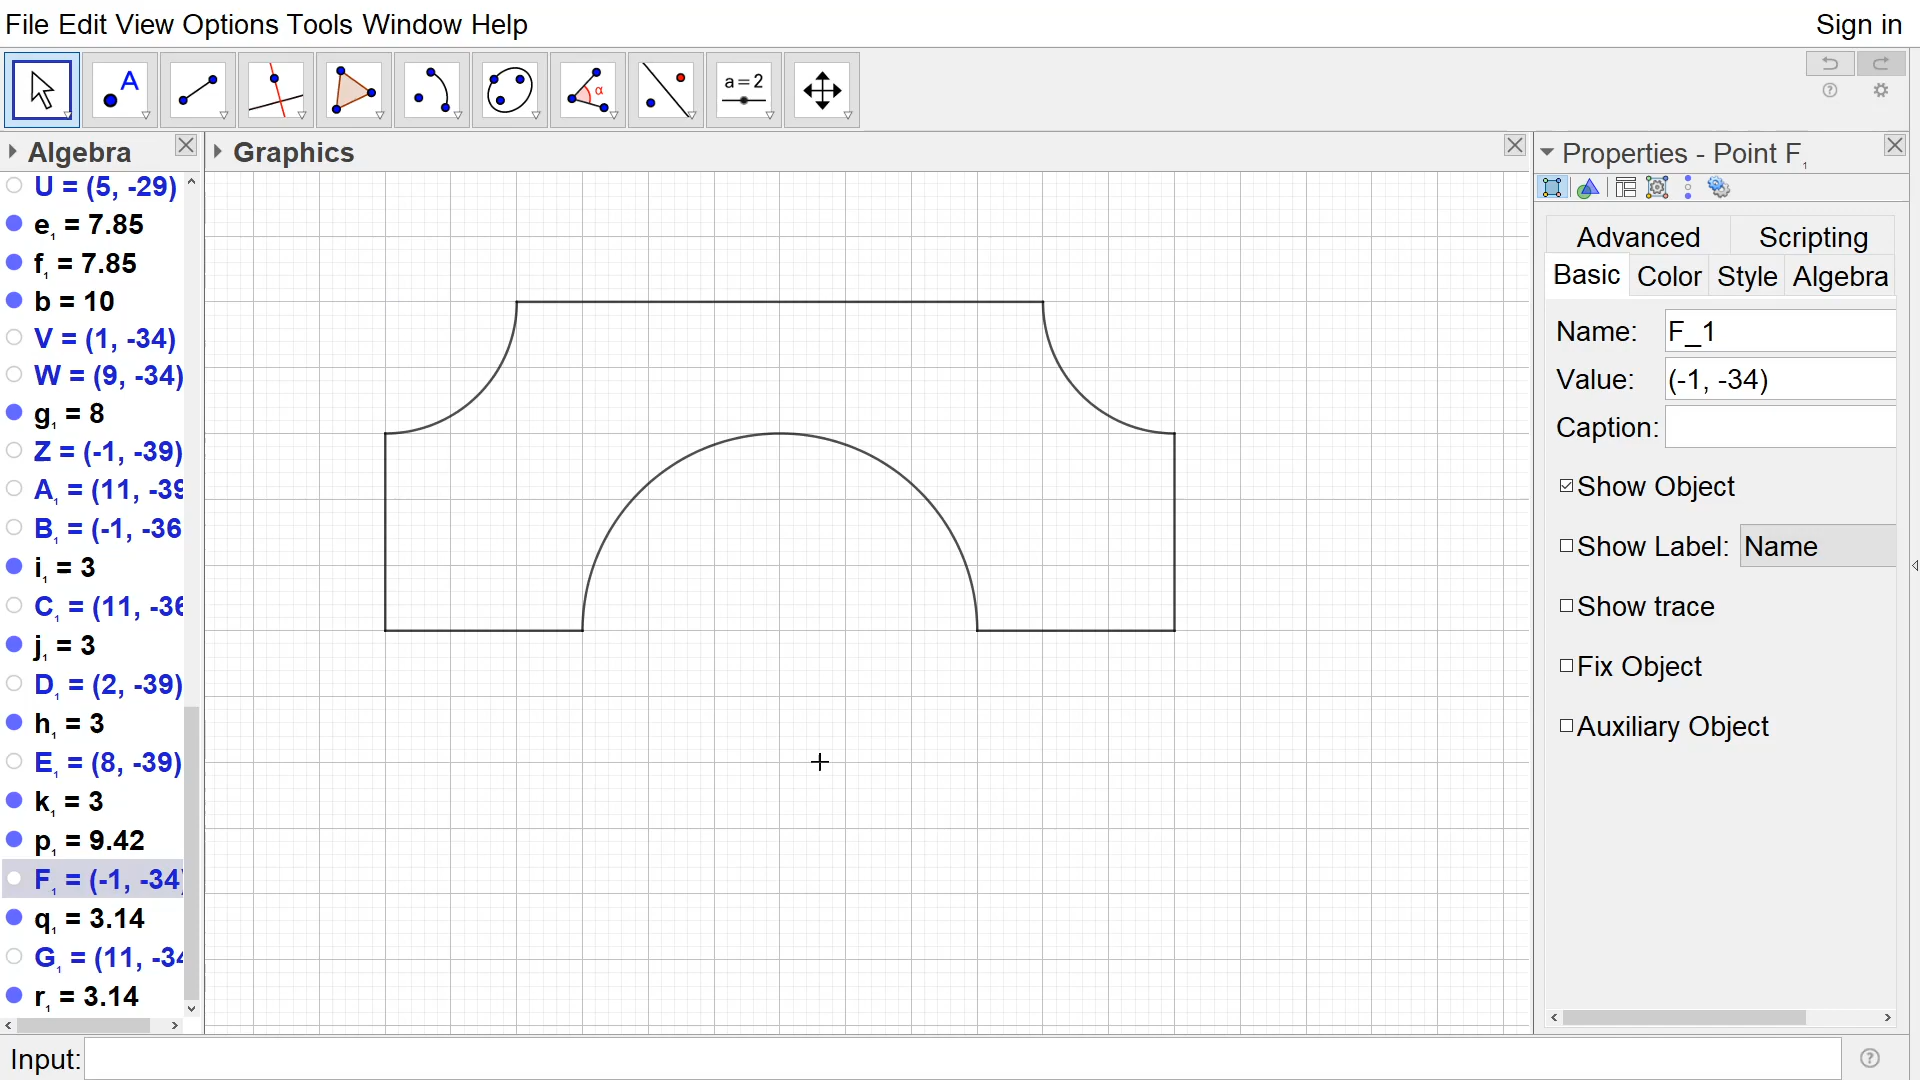 File Edit View Options Tools Window Help
Sign in
A
α
a=2
Algebra
Graphics
Properties - Point F₁
U = (5, -29)
e₁ = 7.85
f₁ = 7.85
b = 10
V = (1, -34)
W = (9, -34)
g₁ = 8
Z = (-1, -39)
A₁ = (11, -39
B₁ = (-1, -36
i₁ = 3
C₁ = (11, -36
j₁ = 3
D₁ = (2, -39)
h₁ = 3
E₁ = (8, -39)
k₁ = 3
p₁ = 9.42
F₁ = (-1, -34)
q₁ = 3.14
G₁ = (11, -34
r₁ = 3.14
Advanced Scripting
Basic Color Style Algebra
Name: F_1
Value: (-1, -34)
Caption:
Show Object
Show Label: Name
Show trace
Fix Object
Auxiliary Object
Input: